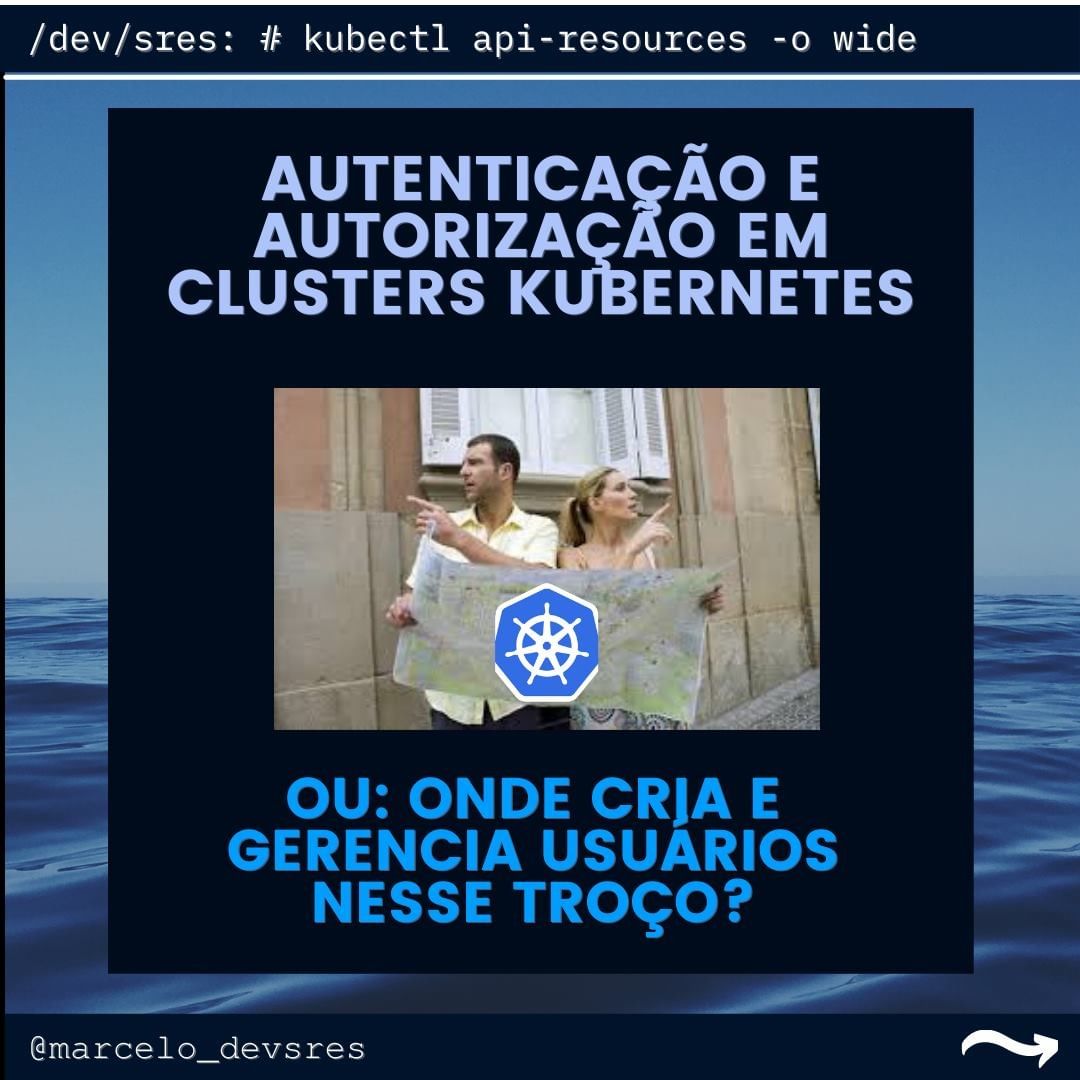 /dev/sres: # kubectl api-resources -o wide
AUTENTICAÇÃO E
AUTORIZAÇÃO EM
CLUSTERS KUBERNETES
OU: ONDE CRIA E
GERENCIA USUÁRIOS
NESSE TROÇO?
@marcelo_devsres